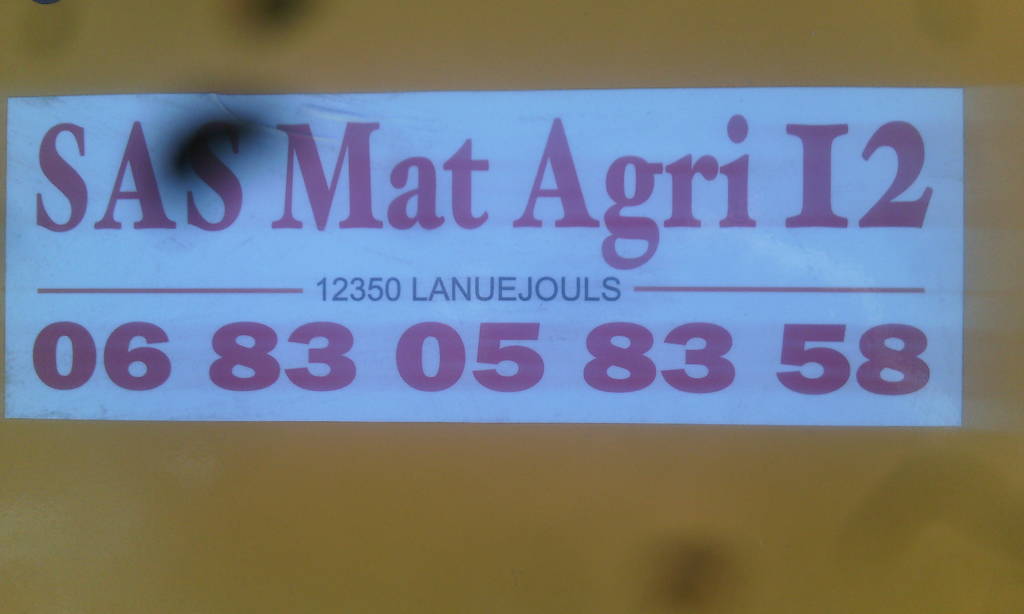 SAS Mat Agri 12
12350 LANUEJOULS
06 83 05 83 58